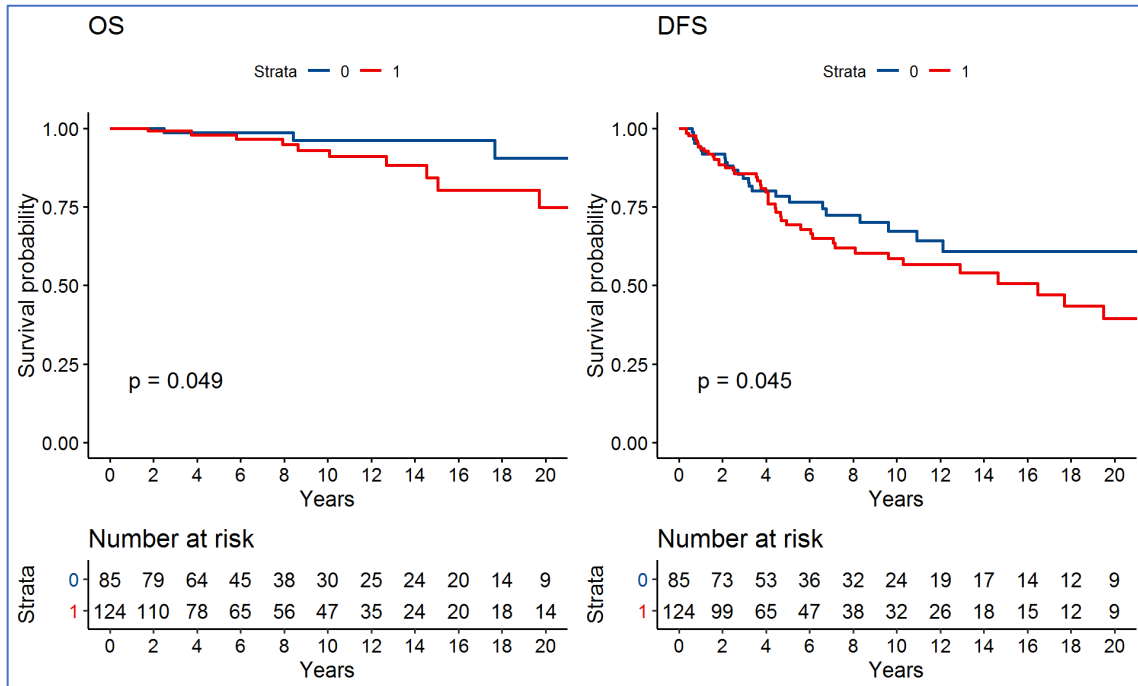 OS
Strata 0 1
Survival probability
1.00
0.75
0.50
0.25
0.00
p = 0.049
0 2 4 6 8 10 12 14 16 18 20
Years
Number at risk
Strata
0 85 79 64 45 38 30 25 24 20 14 9
1 124 110 78 65 56 47 35 24 20 18 14
0 2 4 6 8 10 12 14 16 18 20
Years
DFS
Strata 0 1
Survival probability
1.00
0.75
0.50
0.25
0.00
p = 0.045
0 2 4 6 8 10 12 14 16 18 20
Years
Number at risk
Strata
0 85 73 53 36 32 24 19 17 14 12 9
1 124 99 65 47 38 32 26 18 15 12 9
0 2 4 6 8 10 12 14 16 18 20
Years